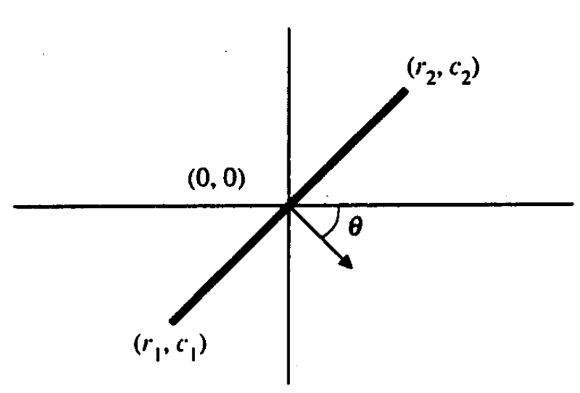 (r₂, c₂)
(0, 0)
θ
(r₁, c₁)